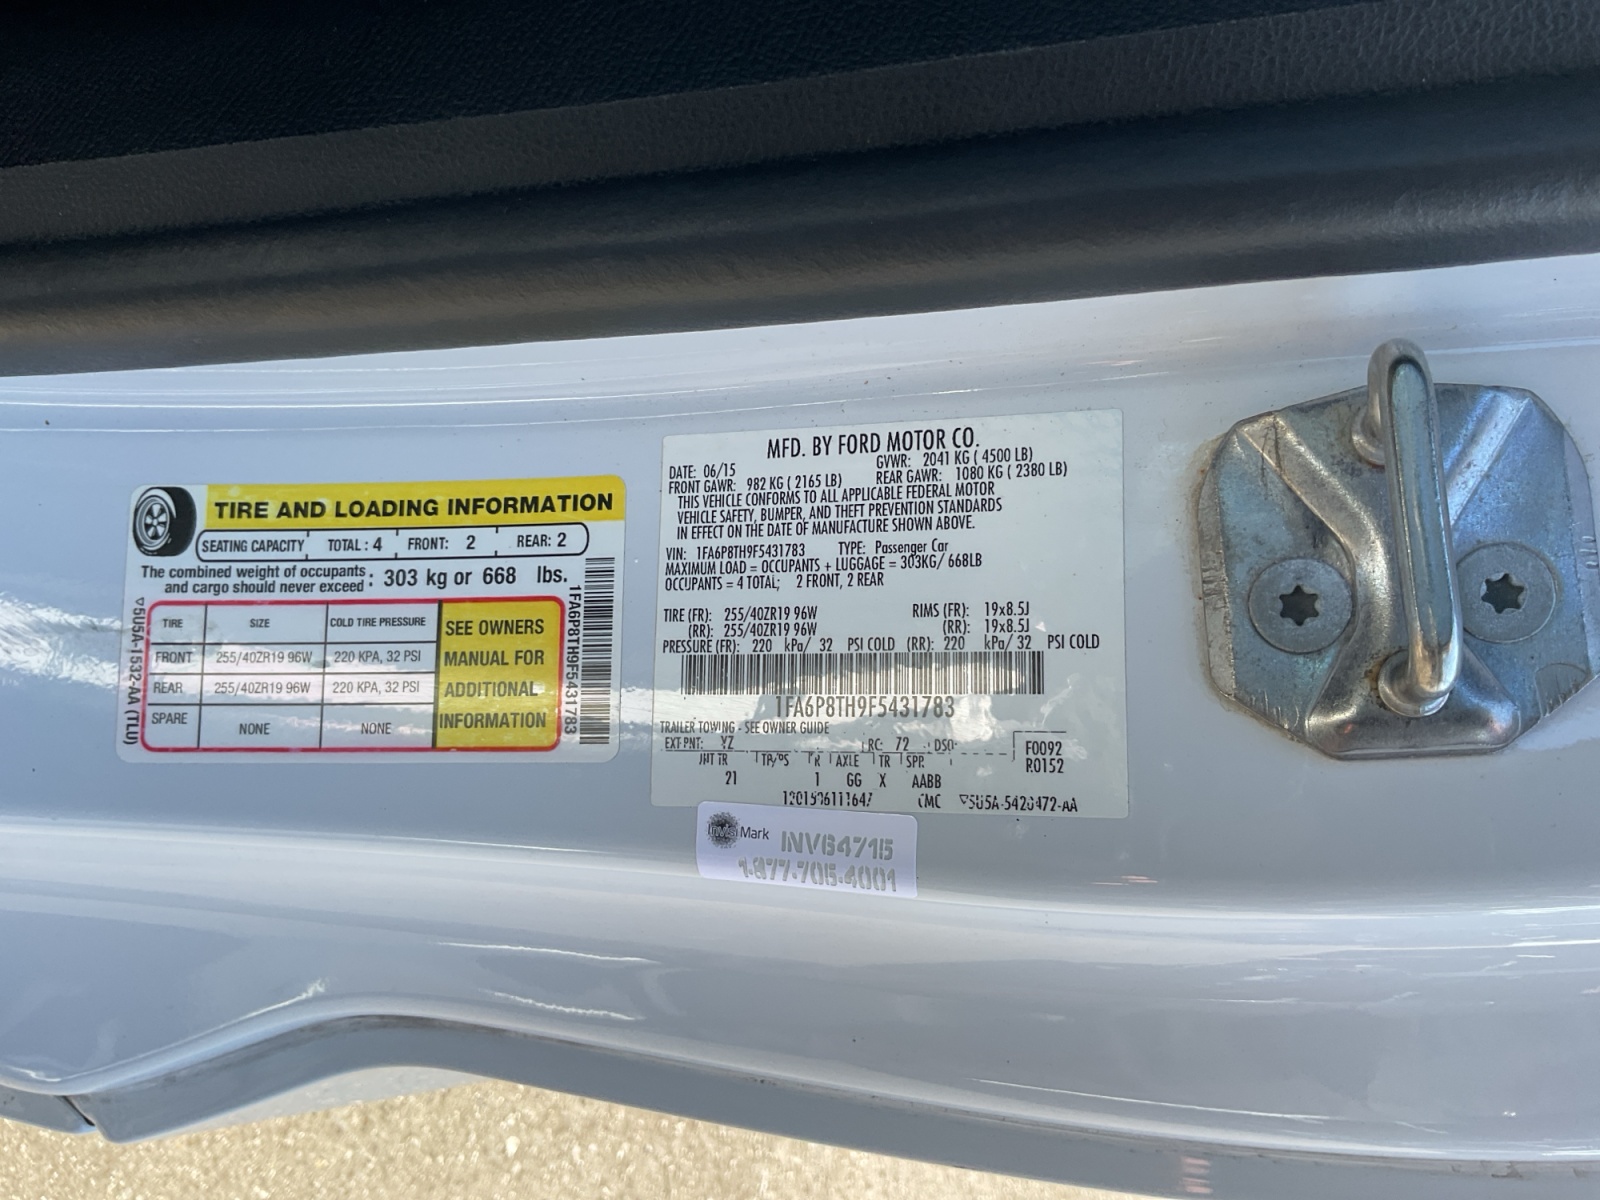 TIRE AND LOADING INFORMATION
SEATING CAPACITY TOTAL: 4 FRONT: 2 REAR: 2
The combined weight of occupants
and cargo should never exceed : 303 kg or 668 lbs.
TIRE SIZE COLD TIRE PRESSURE
FRONT 255/40ZR19 96W 220 KPA, 32 PSI
REAR 255/40ZR19 96W 220 KPA, 32 PSI
SPARE NONE NONE
SEE OWNERS
MANUAL FOR
ADDITIONAL
INFORMATION
5U5A-1532-AA (TLU)
1FA6P8TH9F5431783
MFD. BY FORD MOTOR CO.
DATE: 06/15 GVWR: 2041 KG ( 4500 LB)
FRONT GAWR: 982 KG ( 2165 LB) REAR GAWR: 1080 KG ( 2380 LB)
THIS VEHICLE CONFORMS TO ALL APPLICABLE FEDERAL MOTOR
VEHICLE SAFETY, BUMPER, AND THEFT PREVENTION STANDARDS
IN EFFECT ON THE DATE OF MANUFACTURE SHOWN ABOVE.
VIN: 1FA6P8TH9F5431783 TYPE: Passenger Car
MAXIMUM LOAD = OCCUPANTS + LUGGAGE = 303KG/ 668LB
OCCUPANTS = 4 TOTAL; 2 FRONT, 2 REAR
TIRE (FR): 255/40ZR19 96W RIMS (FR): 19x8.5J
(RR): 255/40ZR19 96W (RR): 19x8.5J
PRESSURE (FR): 220 kPa/ 32 PSI COLD (RR): 220 kPa/ 32 PSI COLD
1FA6P8TH9F5431783
TRAILER TOWING - SEE OWNER GUIDE
EXT PNT: YZ RC: 72 DSO:
INT TR TP/PS R AXLE TR SPR
21 1 GG X AABB
F0092
R0152
CMC 5U5A-5420472-AA
Mark INV64715
1-877-705-4001